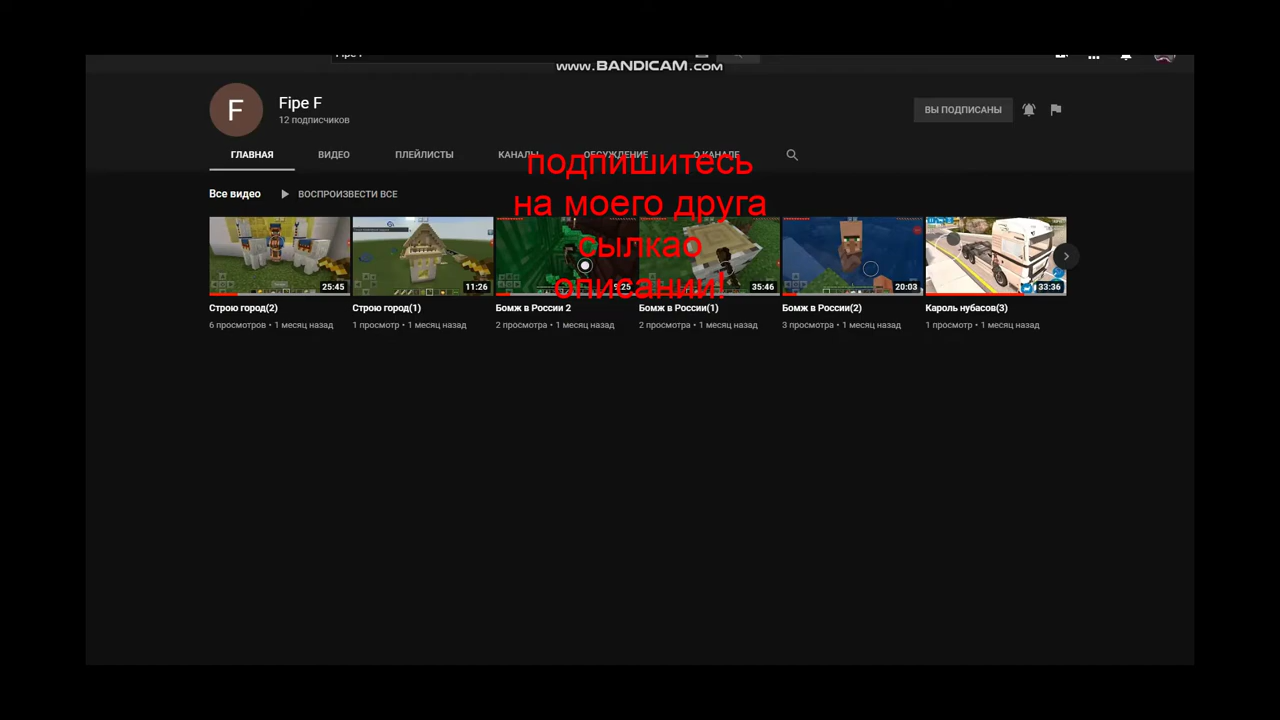 Fipe F
www.BANDICAM.com
Fipe F
12 подписчиков
ВЫ ПОДПИСАНЫ
ГЛАВНАЯ ВИДЕО ПЛЕЙЛИСТЫ КАНАЛЫ ОБСУЖДЕНИЕ О КАНАЛЕ
подпишитесь
на моего друга
сылкао
описании!
Все видео ВОСПРОИЗВЕСТИ ВСЕ
25:45 11:26 35:46 20:03 33:36
Строю город(2) Строю город(1) Бомж в России 2 Бомж в России(1) Бомж в России(2) Кароль нубасов(3)
6 просмотров • 1 месяц назад 1 просмотр • 1 месяц назад 2 просмотра • 1 месяц назад 2 просмотра • 1 месяц назад 3 просмотра • 1 месяц назад 1 просмотр • 1 месяц назад